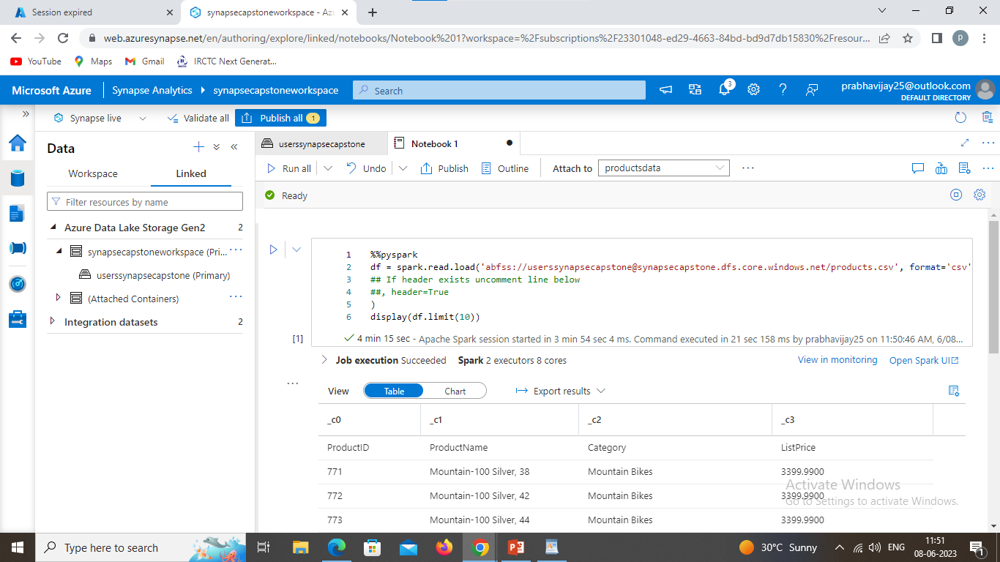 Session expired
synapsecapstoneworkspace - Azu
web.azuresynapse.net/en/authoring/explore/linked/notebooks/Notebook%201?workspace=%2Fsubscriptions%2F23301048-ed29-4663-84bd-bd9d7db15830%2Fresour...
P
YouTube Maps Gmail IRCTC Next Generat...
Microsoft Azure Synapse Analytics synapsecapstoneworkspace Search 3 prabhavijay25@outlook.com
DEFAULT DIRECTORY
Synapse live Validate all Publish all 1
Data
userssynapsecapstone Notebook 1
Workspace Linked
Run all Undo Publish Outline Attach to productsdata
Filter resources by name
Ready
Azure Data Lake Storage Gen2 2
synapsecapstoneworkspace (Pri...
userssynapsecapstone (Primary)
(Attached Containers)
Integration datasets 2
1 %%pyspark
2 df = spark.read.load('abfss://userssynapsecapstone@synapsecapstone.dfs.core.windows.net/products.csv', format='csv'
3 ## If header exists uncomment line below
4 ##, header=True
5 )
6 display(df.limit(10))
[1] 4 min 15 sec - Apache Spark session started in 3 min 54 sec 4 ms. Command executed in 21 sec 158 ms by prabhavijay25 on 11:50:46 AM, 6/08...
Job execution Succeeded Spark 2 executors 8 cores View in monitoring Open Spark UI
View Table Chart Export results
_c0 _c1 _c2 _c3
ProductID ProductName Category ListPrice
771 Mountain-100 Silver, 38 Mountain Bikes 3399.9900
772 Mountain-100 Silver, 42 Mountain Bikes 3399.9900
773 Mountain-100 Silver, 44 Mountain Bikes 3399.9900
Activate Windows
Go to Settings to activate Windows.
Type here to search
30°C Sunny ENG 11:51
08-06-2023
1